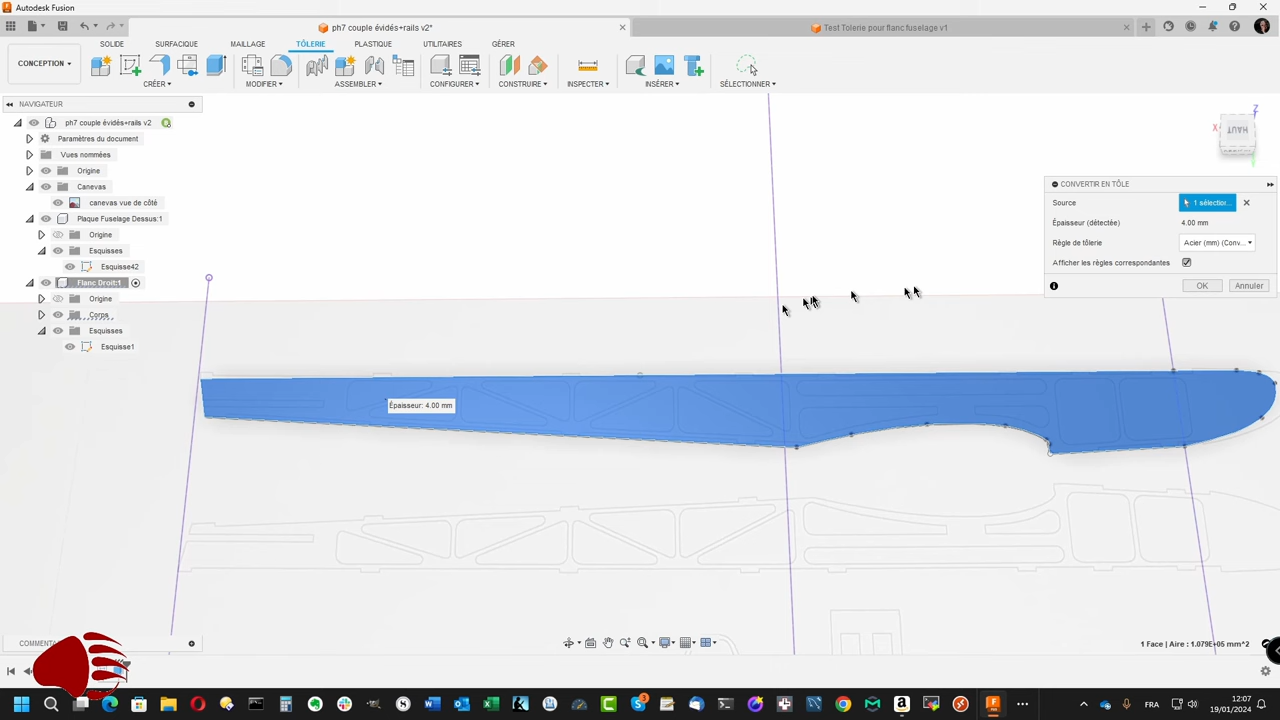 Autodesk Fusion
ph7 couple évidés+rails v2*
Test Tolerie pour flanc fuselage v1
SOLIDE
SURFACIQUE
MAILLAGE
TÔLERIE
PLASTIQUE
UTILITAIRES
GÉRER
CONCEPTION
CRÉER
MODIFIER
ASSEMBLER
CONFIGURER
CONSTRUIRE
INSPECTER
INSÉRER
SÉLECTIONNER
NAVIGATEUR
ph7 couple évidés+rails v2
Paramètres du document
Vues nommées
Origine
Canevas
canevas vue de côté
Plaque Fuselage Dessus:1
Origine
Esquisses
Esquisse42
Flanc Droit:1
Origine
Corps
Esquisses
Esquisse1
Z
X
HAUT
CONVERTIR EN TÔLE
Source
1 sélectior...
Épaisseur (détectée)
4.00 mm
Règle de tôlerie
Acier (mm) (Conv...
Afficher les règles correspondantes
OK
Annuler
Épaisseur: 4.00 mm
COMMENTA
1 Face | Aire : 1.079E+05 mm^2
3
FRA
12:07
19/01/2024